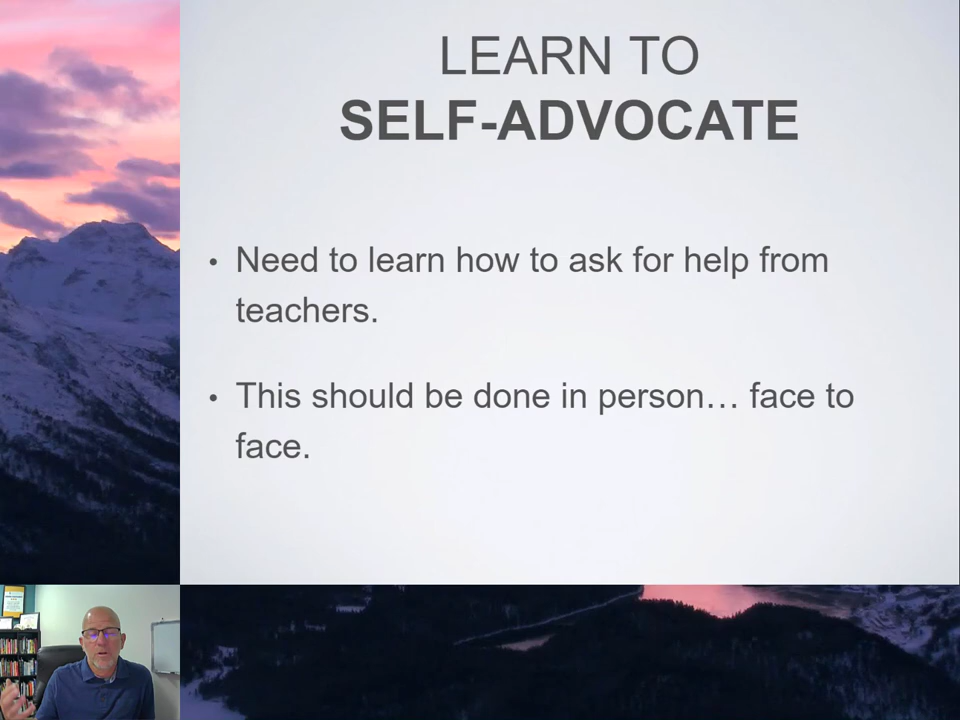 LEARN TO
SELF-ADVOCATE
• Need to learn how to ask for help from
teachers.
• This should be done in person… face to
face.